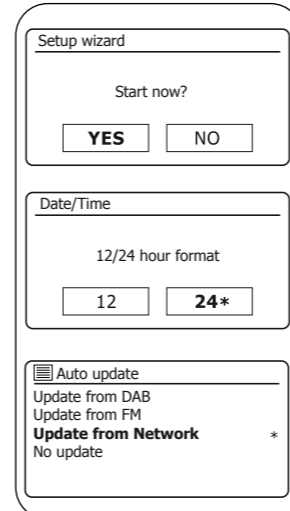 Setup wizard
Start now?
YES NO
Date/Time
12/24 hour format
12 24*
Auto update
Update from DAB
Update from FM
Update from Network *
No update